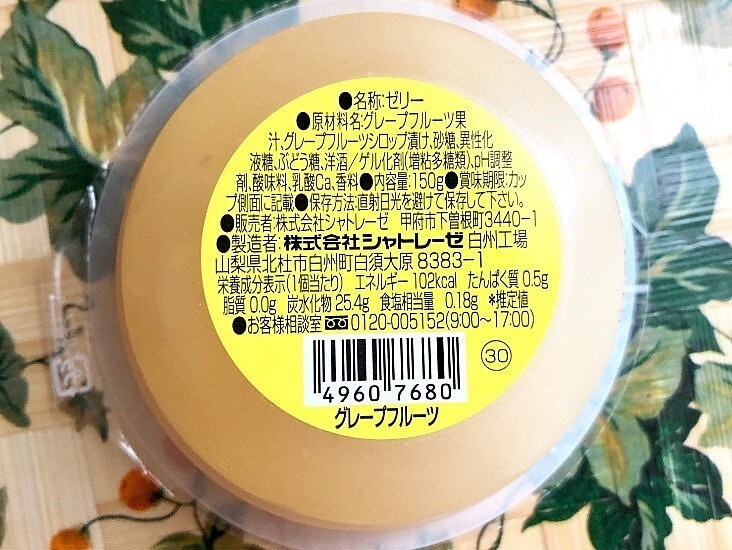 ●名称:ゼリー
●原材料名:グレープフルーツ果
汁、グレープフルーツシロップ漬け、砂糖、異性化
液糖、ぶどう糖、洋酒／ゲル化剤(増粘多糖類)、pH調整
剤、酸味料、乳酸Ca、香料●内容量:150g●賞味期限:カッ
プ側面に記載●保存方法:直射日光を避けて保存して下さい。
●販売者:株式会社シャトレーゼ 甲府市下曽根町3440−1
●製造者:株式会社シャトレーゼ 白州工場
山梨県北杜市白州町白須大原 8383−1
栄養成分表示(1個当たり) エネルギー 102kcal たんぱく質 0.5g
脂質 0.0g 炭水化物 25.4g 食塩相当量 0.18g *推定値
●お客様相談室 0120-005152(9:00〜17:00)
30
4960 7680
グレープフルーツ